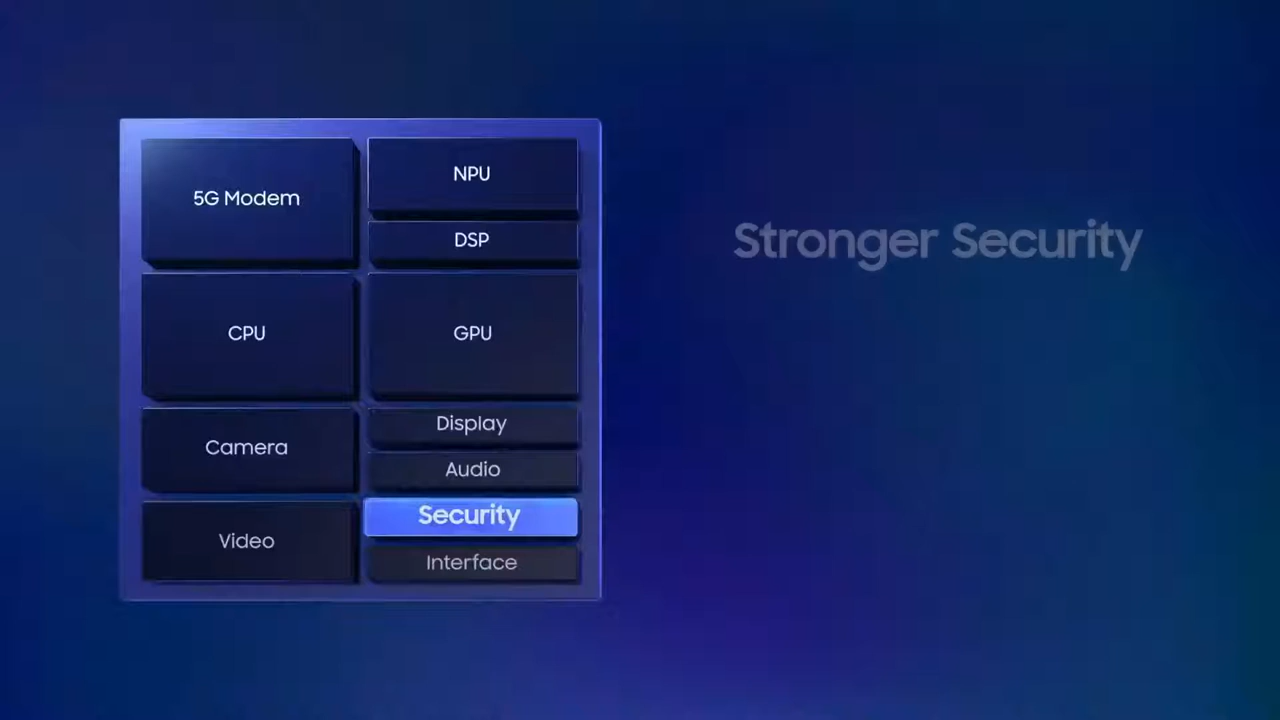 5G Modem
NPU
DSP
CPU
GPU
Camera
Display
Audio
Video
Security
Interface
Stronger Security